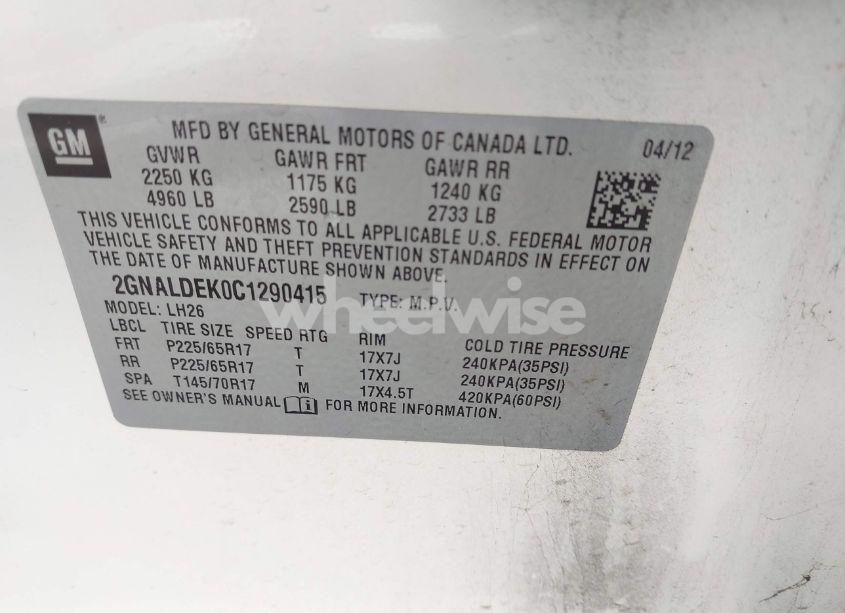 GM
MFD BY GENERAL MOTORS OF CANADA LTD. 04/12
GVWR GAWR FRT GAWR RR
2250 KG 1175 KG 1240 KG
4960 LB 2590 LB 2733 LB
THIS VEHICLE CONFORMS TO ALL APPLICABLE U.S. FEDERAL MOTOR
VEHICLE SAFETY AND THEFT PREVENTION STANDARDS IN EFFECT ON
THE DATE OF MANUFACTURE SHOWN ABOVE.
2GNALDEK0C1290415 TYPE: M.P.V.
wheelwise
MODEL: LH26
LBCL TIRE SIZE SPEED RTG RIM COLD TIRE PRESSURE
FRT P225/65R17 T 17X7J 240KPA(35PSI)
RR P225/65R17 T 17X7J 240KPA(35PSI)
SPA T145/70R17 M 17X4.5T 420KPA(60PSI)
SEE OWNER'S MANUAL FOR MORE INFORMATION.